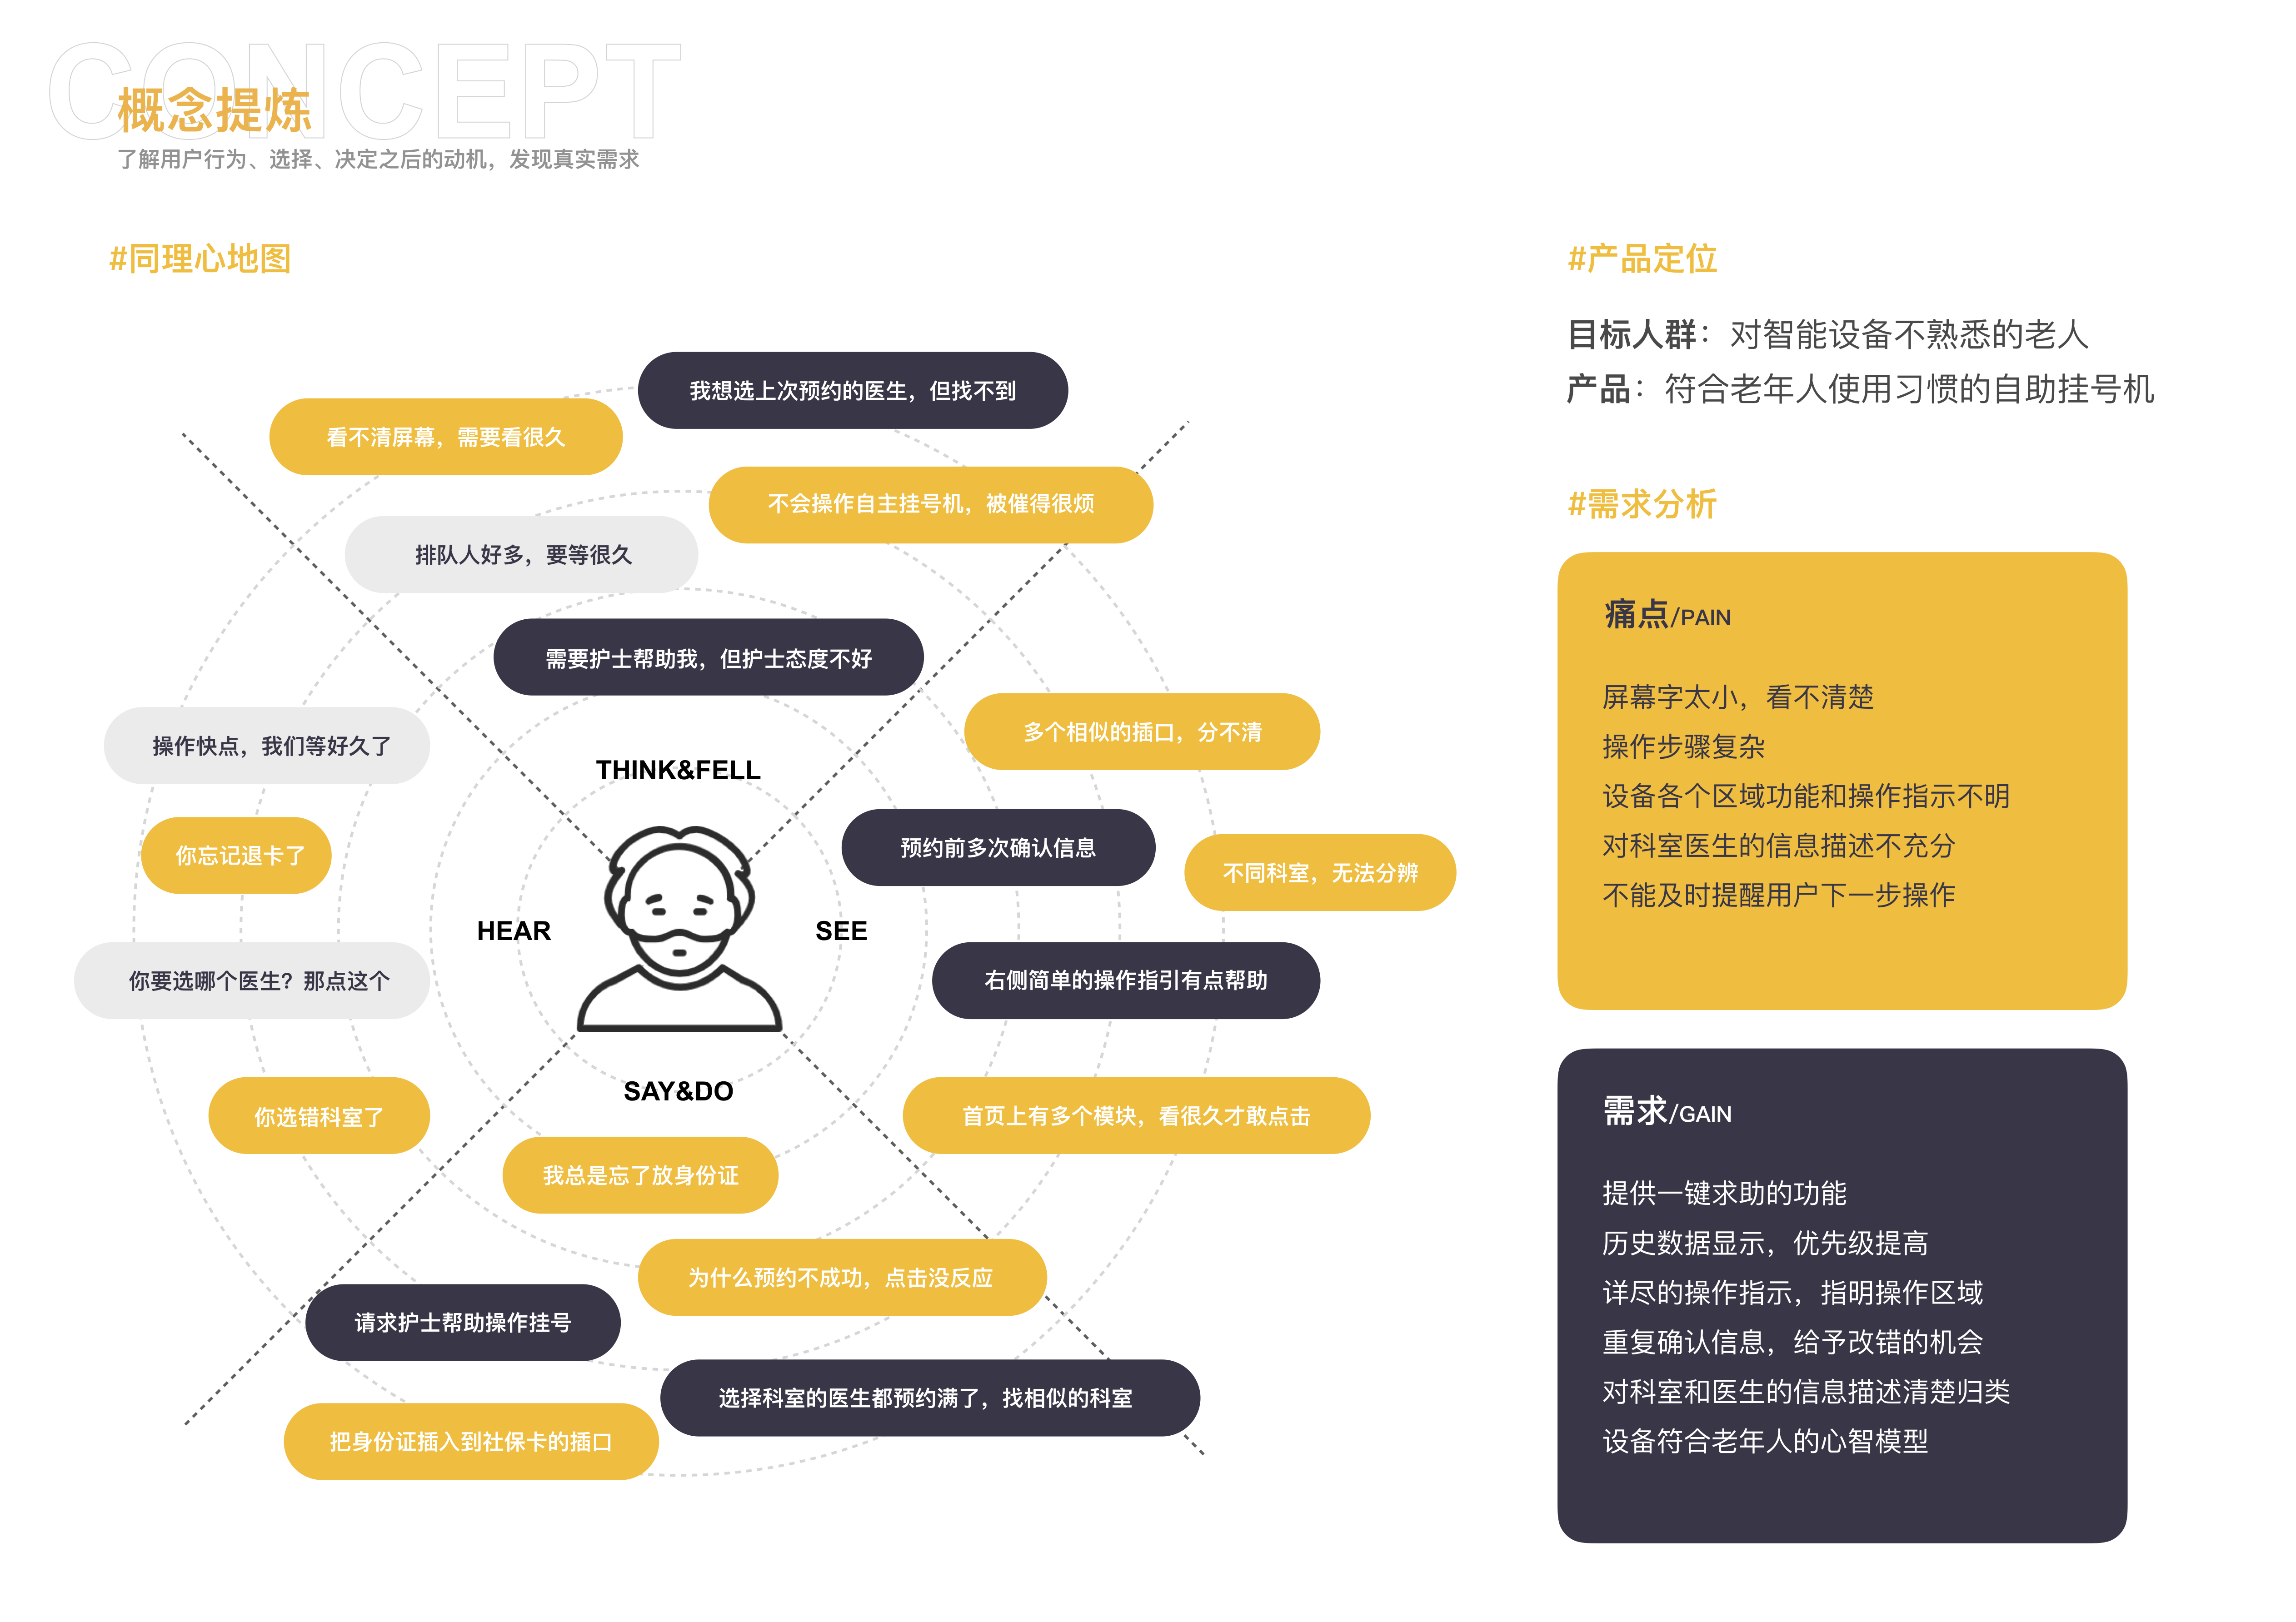 CONCEPT
概念提炼
了解用户行为、选择、决定之后的动机，发现真实需求
#同理心地图
我想选上次预约的医生，但找不到
看不清屏幕，需要看很久
不会操作自主挂号机，被催得很烦
排队人好多，要等很久
需要护士帮助我，但护士态度不好
THINK&FELL
操作快点，我们等好久了
你忘记退卡了
HEAR
你要选哪个医生？那点这个
你选错科室了
多个相似的插口，分不清
预约前多次确认信息
不同科室，无法分辨
SEE
右侧简单的操作指引有点帮助
首页上有多个模块，看很久才敢点击
SAY&DO
我总是忘了放身份证
为什么预约不成功，点击没反应
请求护士帮助操作挂号
选择科室的医生都预约满了，找相似的科室
把身份证插入到社保卡的插口
#产品定位
目标人群：对智能设备不熟悉的老人
产品：符合老年人使用习惯的自助挂号机
#需求分析
痛点/PAIN
屏幕字太小，看不清楚
操作步骤复杂
设备各个区域功能和操作指示不明
对科室医生的信息描述不充分
不能及时提醒用户下一步操作
需求/GAIN
提供一键求助的功能
历史数据显示，优先级提高
详尽的操作指示，指明操作区域
重复确认信息，给予改错的机会
对科室和医生的信息描述清楚归类
设备符合老年人的心智模型